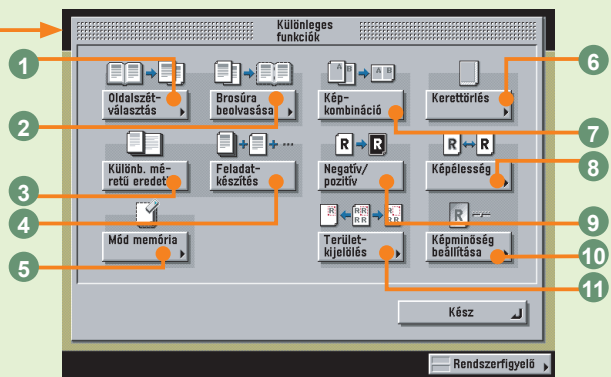 Különleges
funkciók
1
Oldalszét-
választás
Brosúra
beolvasása
2
Kép-
kombináció
Kerettörlés
6
7
Különb. mé-
retű eredeti
3
Feladat-
készítés
4
Negatív/
pozitív
Képélesség
8
9
Mód memória
5
Terület-
kijelölés
Képminőség
beállítása
10
11
Kész
Rendszerfigyelő